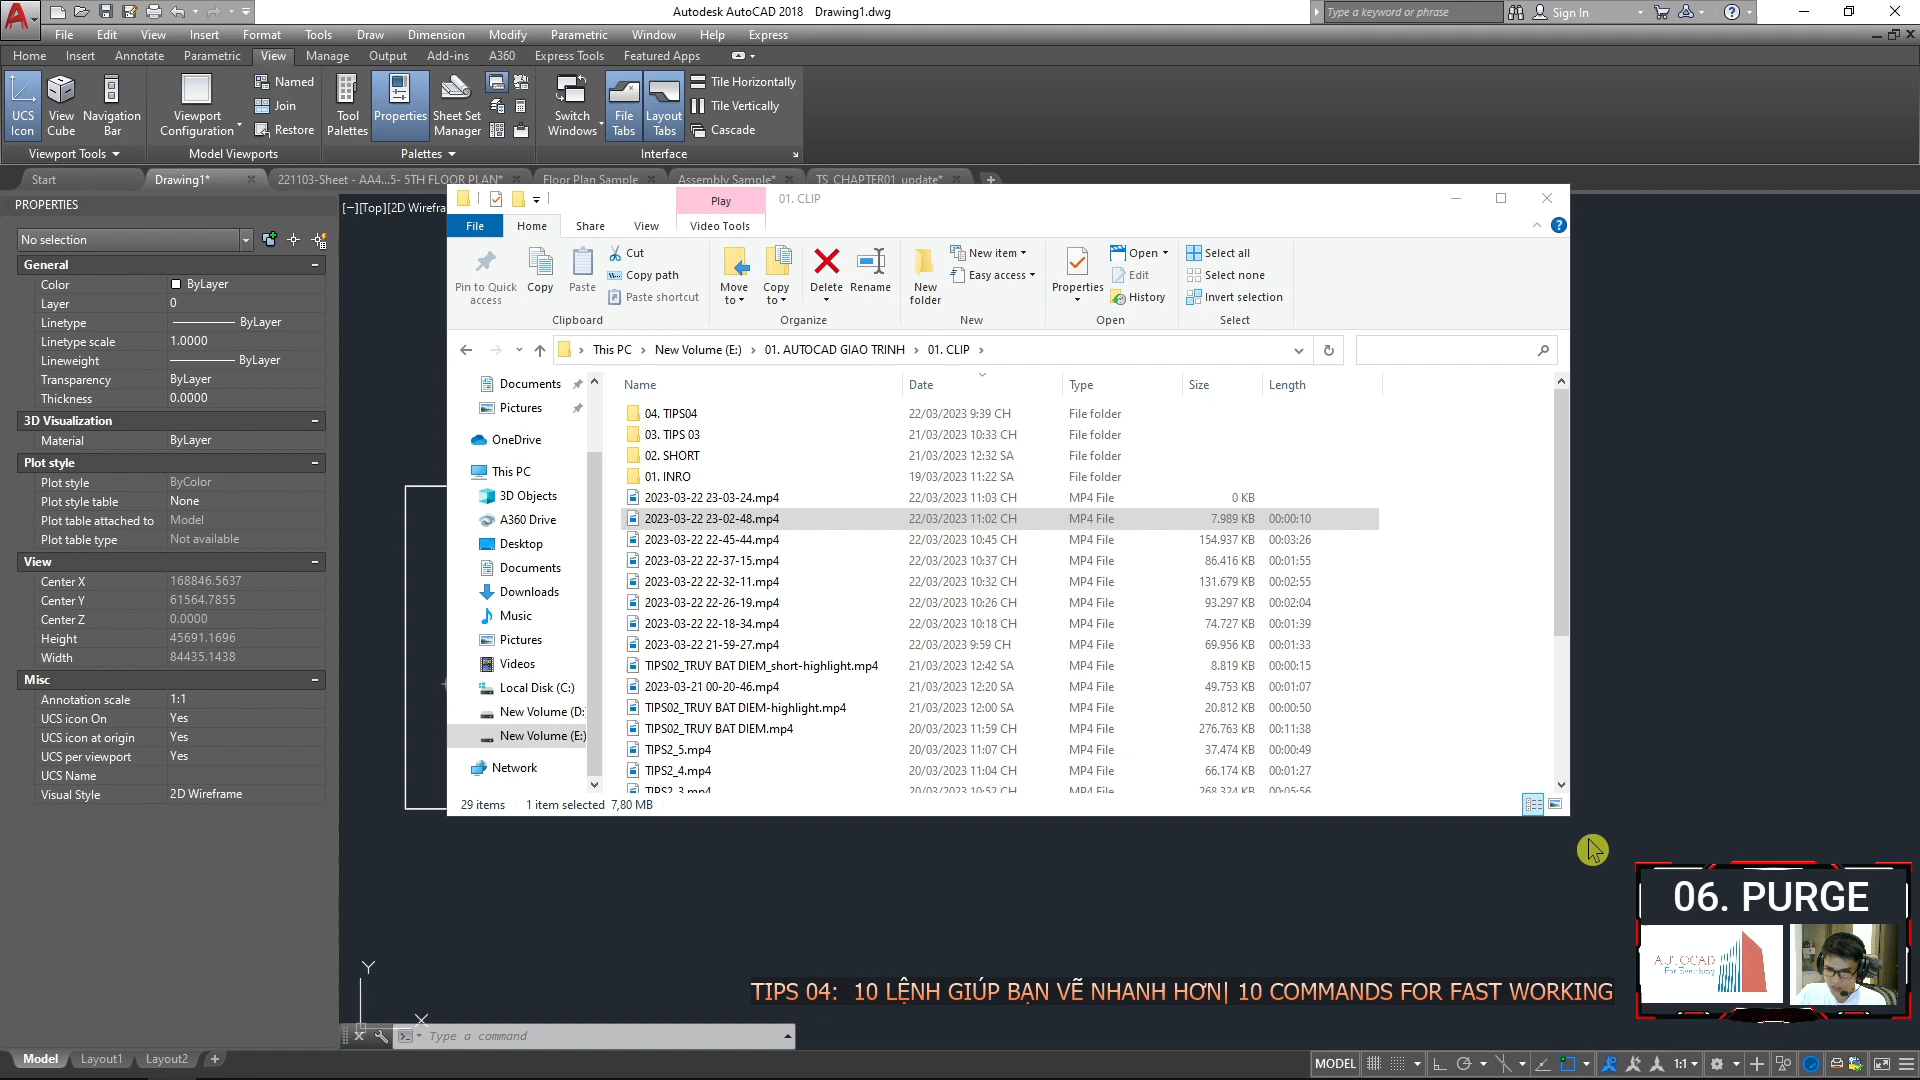 Autodesk AutoCAD 2018 Drawing1.dwg
Type a keyword or phrase
Sign In
File Edit View Insert Format Tools Draw Dimension Modify Parametric Window Help Express
Home Insert Annotate Parametric View Manage Output Add-ins A360 Express Tools Featured Apps
UCS Icon
View Cube
Navigation Bar
Viewport Configuration
Named
Join
Restore
Tool Palettes
Properties
Sheet Set Manager
Switch Windows
File Tabs
Layout Tabs
Tile Horizontally
Tile Vertically
Cascade
Viewport Tools Model Viewports Palettes Interface
Start Drawing1* 221103-Sheet - AA4...5- 5TH FLOOR PLAN* Floor Plan Sample Assembly Sample* TS_CHAPTER01_update*
PROPERTIES
[−][Top][2D Wirefra
No selection
General
Color ByLayer
Layer 0
Linetype ByLayer
Linetype scale 1.0000
Lineweight ByLayer
Transparency ByLayer
Thickness 0.0000
3D Visualization
Material ByLayer
Plot style
Plot style ByColor
Plot style table None
Plot table attached to Model
Plot table type Not available
View
Center X 168846.5637
Center Y 61564.7855
Center Z 0.0000
Height 45691.1696
Width 84435.1438
Misc
Annotation scale 1:1
UCS icon On Yes
UCS icon at origin Yes
UCS per viewport Yes
UCS Name
Visual Style 2D Wireframe
Play 01. CLIP
File Home Share View Video Tools
Pin to Quick access
Copy
Paste
Cut
Copy path
Paste shortcut
Move to
Copy to
Delete
Rename
New folder
New item
Easy access
Properties
Open
Edit
History
Select all
Select none
Invert selection
Clipboard Organize New Open Select
This PC New Volume (E:) 01. AUTOCAD GIAO TRINH 01. CLIP
Documents
Pictures
OneDrive
This PC
3D Objects
A360 Drive
Desktop
Documents
Downloads
Music
Pictures
Videos
Local Disk (C:)
New Volume (D:
New Volume (E:)
Network
Name Date Type Size Length
04. TIPS04 22/03/2023 9:39 CH File folder
03. TIPS 03 21/03/2023 10:33 CH File folder
02. SHORT 21/03/2023 12:32 SA File folder
01. INRO 19/03/2023 11:22 SA File folder
2023-03-22 23-03-24.mp4 22/03/2023 11:03 CH MP4 File 0 KB
2023-03-22 23-02-48.mp4 22/03/2023 11:02 CH MP4 File 7.989 KB 00:00:10
2023-03-22 22-45-44.mp4 22/03/2023 10:45 CH MP4 File 154.937 KB 00:03:26
2023-03-22 22-37-15.mp4 22/03/2023 10:37 CH MP4 File 86.416 KB 00:01:55
2023-03-22 22-32-11.mp4 22/03/2023 10:32 CH MP4 File 131.679 KB 00:02:55
2023-03-22 22-26-19.mp4 22/03/2023 10:26 CH MP4 File 93.297 KB 00:02:04
2023-03-22 22-18-34.mp4 22/03/2023 10:18 CH MP4 File 74.727 KB 00:01:39
2023-03-22 21-59-27.mp4 22/03/2023 9:59 CH MP4 File 69.956 KB 00:01:33
TIPS02_TRUY BAT DIEM_short-highlight.mp4 21/03/2023 12:42 SA MP4 File 8.819 KB 00:00:15
2023-03-21 00-20-46.mp4 21/03/2023 12:20 SA MP4 File 49.753 KB 00:01:07
TIPS02_TRUY BAT DIEM-highlight.mp4 21/03/2023 12:00 SA MP4 File 20.812 KB 00:00:50
TIPS02_TRUY BAT DIEM.mp4 20/03/2023 11:59 CH MP4 File 276.763 KB 00:11:38
TIPS2_5.mp4 20/03/2023 11:07 CH MP4 File 37.474 KB 00:00:49
TIPS2_4.mp4 20/03/2023 11:04 CH MP4 File 66.174 KB 00:01:27
TIPS2_3.mp4 20/03/2023 10:52 CH MP4 File 268.324 KB 00:05:56
29 items 1 item selected 7,80 MB
06. PURGE
AUTOCAD
For Everything
TIPS 04: 10 LỆNH GIÚP BẠN VẼ NHANH HƠN| 10 COMMANDS FOR FAST WORKING
Y
X
Type a command
Model Layout1 Layout2
MODEL 1:1